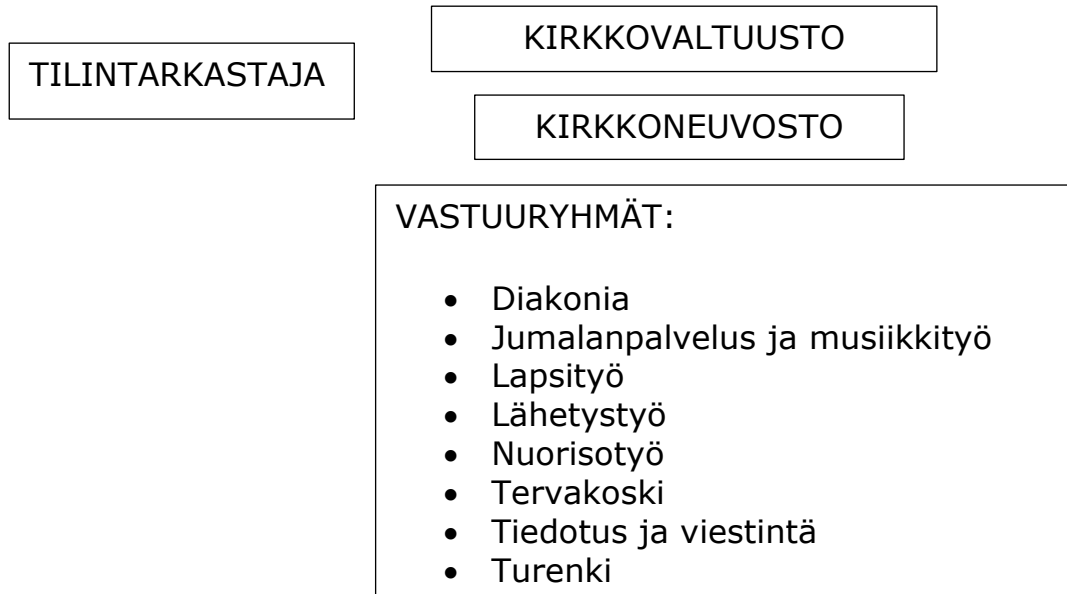 KIRKKOVALTUUSTO
TILINTARKASTAJA
KIRKKONEUVOSTO
VASTUURYHMÄT:
• Diakonia
• Jumalanpalvelus ja musiikkityö
• Lapsityö
• Lähetystyö
• Nuorisotyö
• Tervakoski
• Tiedotus ja viestintä
• Turenki